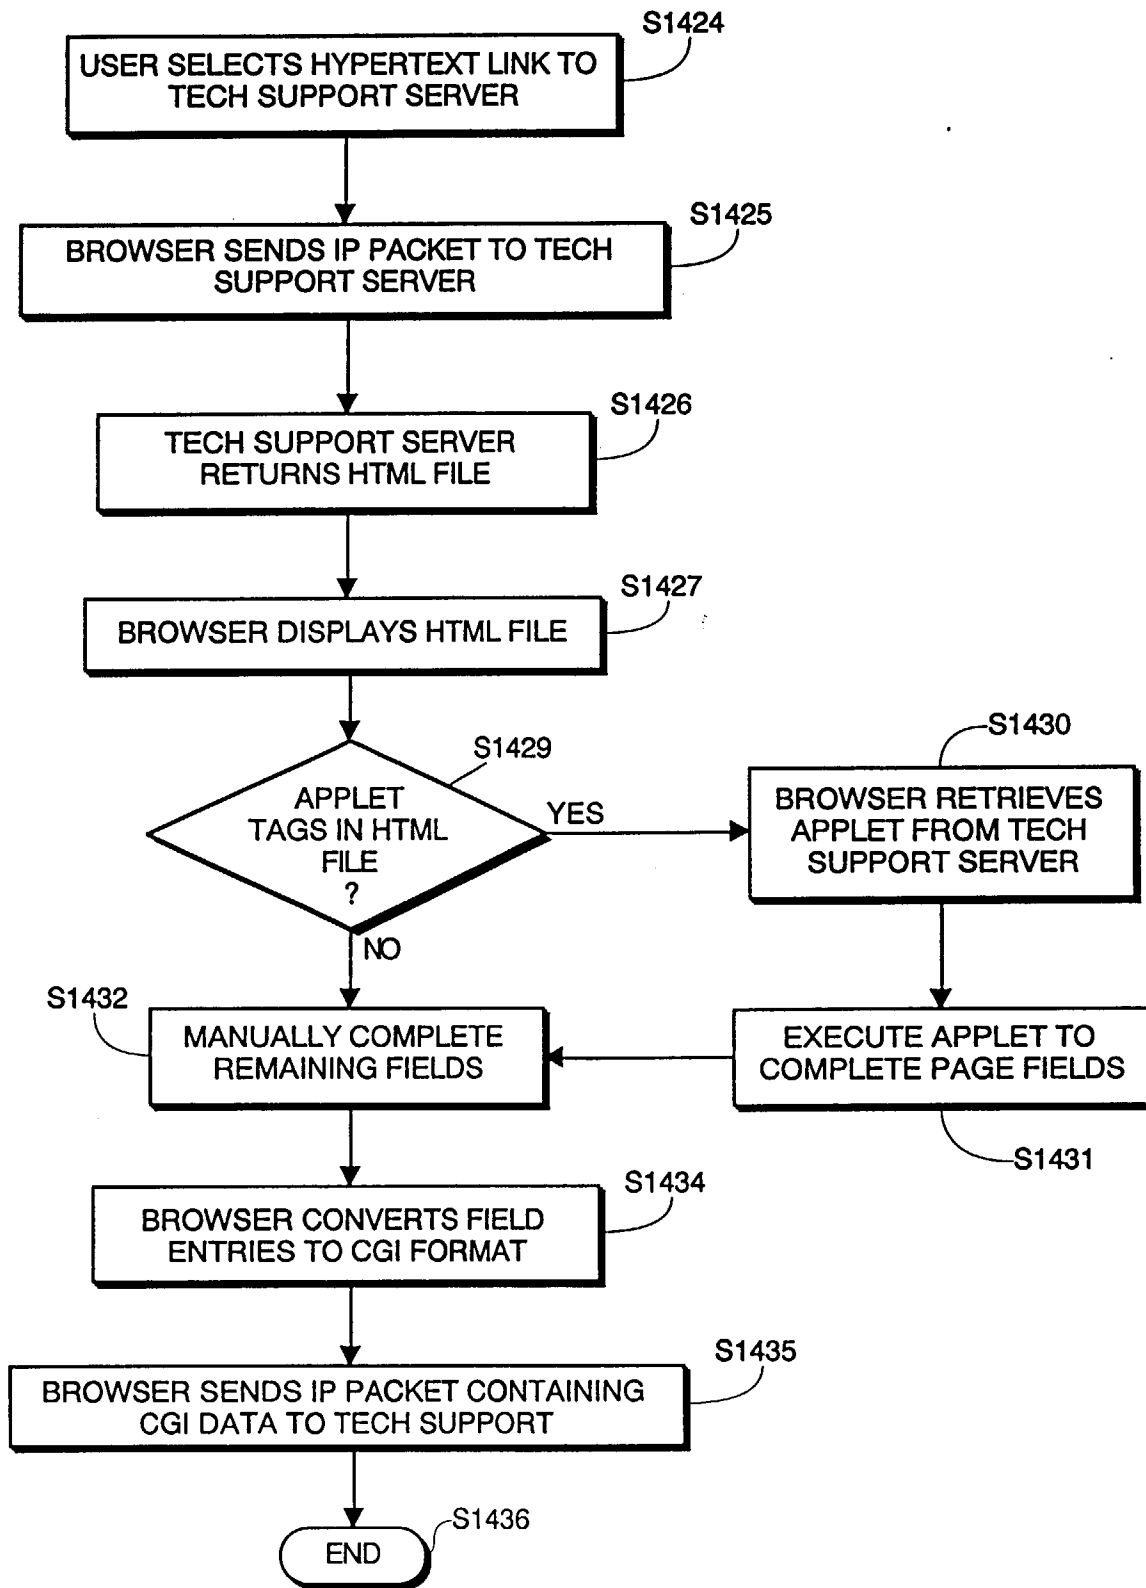 S1424
USER SELECTS HYPERTEXT LINK TO
TECH SUPPORT SERVER
S1425
BROWSER SENDS IP PACKET TO TECH
SUPPORT SERVER
S1426
TECH SUPPORT SERVER
RETURNS HTML FILE
S1427
BROWSER DISPLAYS HTML FILE
S1429
APPLET
TAGS IN HTML
FILE
?
YES
NO
S1430
BROWSER RETRIEVES
APPLET FROM TECH
SUPPORT SERVER
EXECUTE APPLET TO
COMPLETE PAGE FIELDS
S1431
S1432
MANUALLY COMPLETE
REMAINING FIELDS
S1434
BROWSER CONVERTS FIELD
ENTRIES TO CGI FORMAT
S1435
BROWSER SENDS IP PACKET CONTAINING
CGI DATA TO TECH SUPPORT
S1436
END